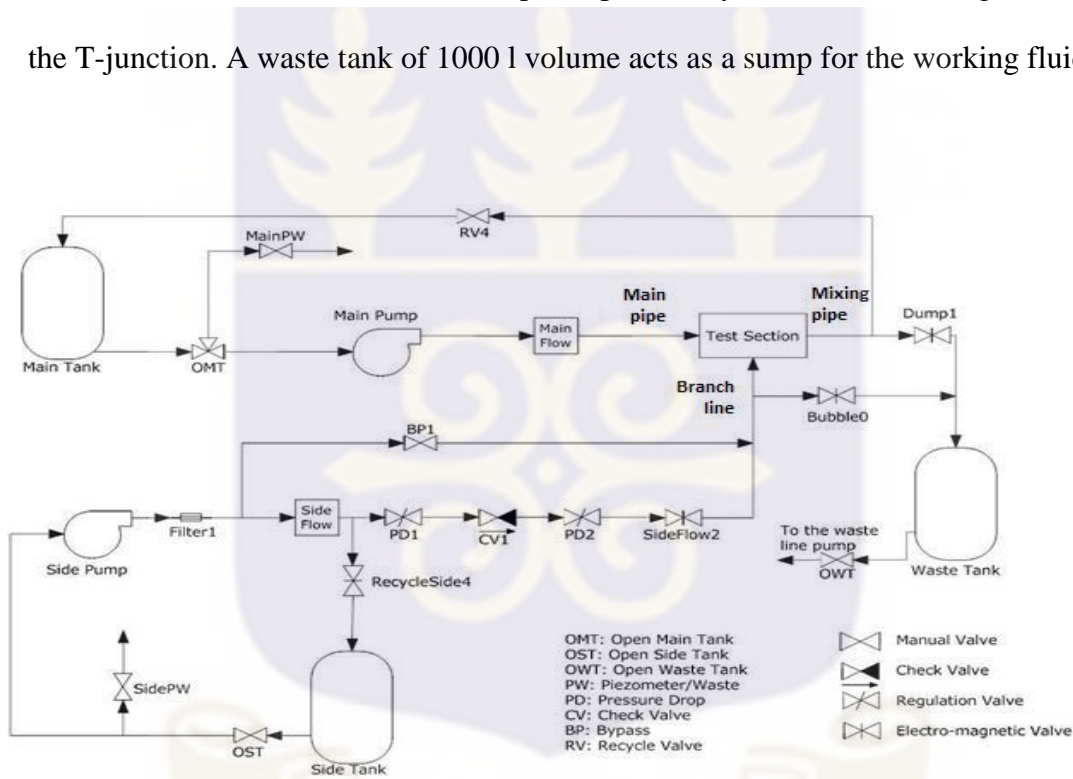 the T-junction. A waste tank of 1000 l volume acts as a sump for the working
RV4
MainPW
Main Tank
OMT
Main Pump
Main
Flow
Main
pipe
Test Section
Mixing
pipe
Dump1
Branch
line
Bubble0
BP1
Side Pump
Filter1
Side
Flow
PD1
CV1
PD2
SideFlow2
To the waste
line pump
OWT
Waste Tank
RecycleSide4
SidePW
OST
Side Tank
OMT: Open Main Tank
OST: Open Side Tank
OWT: Open Waste Tank
PW: Piezometer/Waste
PD: Pressure Drop
CV: Check Valve
BP: Bypass
RV: Recycle Valve
Manual Valve
Check Valve
Regulation Valve
Electro-magnetic Valve